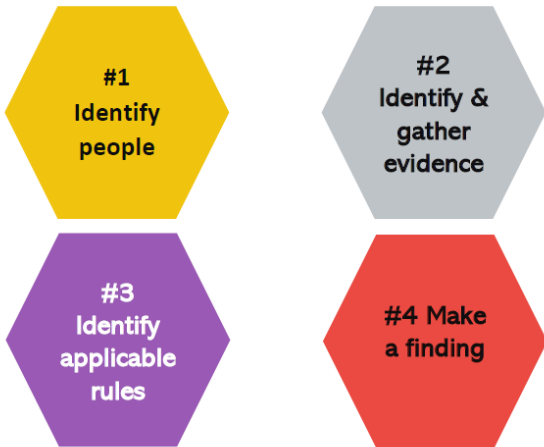 #1
Identify
people
#2
Identify &
gather
evidence
#3
Identify
applicable
rules
#4 Make
a finding